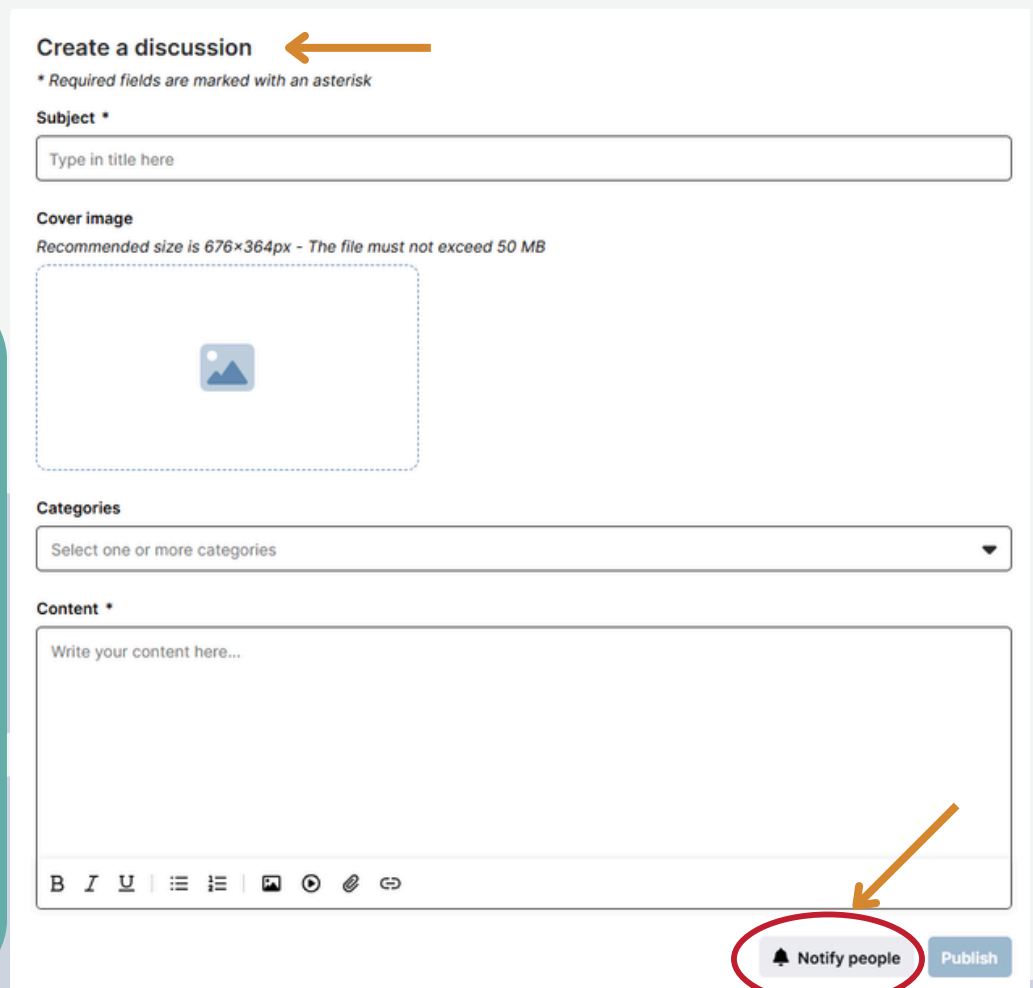 Create a discussion
* Required fields are marked with an asterisk
Subject *
Type in title here
Cover image
Recommended size is 676×364px - The file must not exceed 50 MB
Categories
Select one or more categories
Content *
Write your content here...
B I U
Notify people Publish